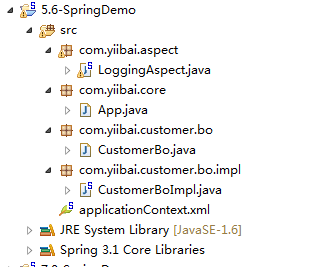 5.6-SpringDemo
src
com.yiibai.aspect
LoggingAspect.java
com.yiibai.core
App.java
com.yiibai.customer.bo
CustomerBo.java
com.yiibai.customer.bo.impl
CustomerBoImpl.java
applicationContext.xml
JRE System Library [JavaSE-1.6]
Spring 3.1 Core Libraries